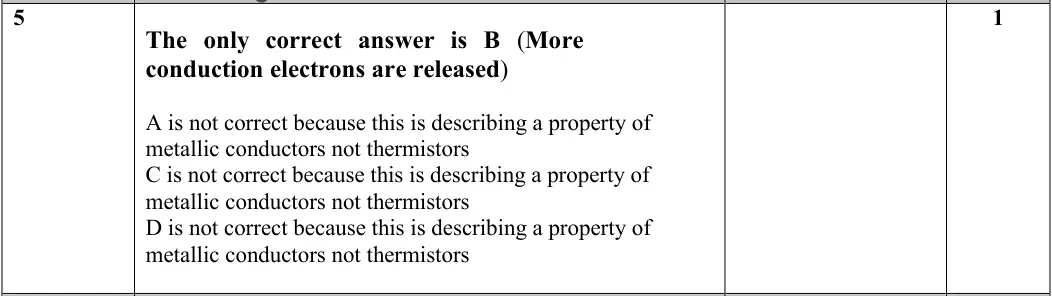 5
1
The only correct answer is B (More
conduction electrons are released)
A is not correct because this is describing a property of
metallic conductors not thermistors
C is not correct because this is describing a property of
metallic conductors not thermistors
D is not correct because this is describing a property of
metallic conductors not thermistors